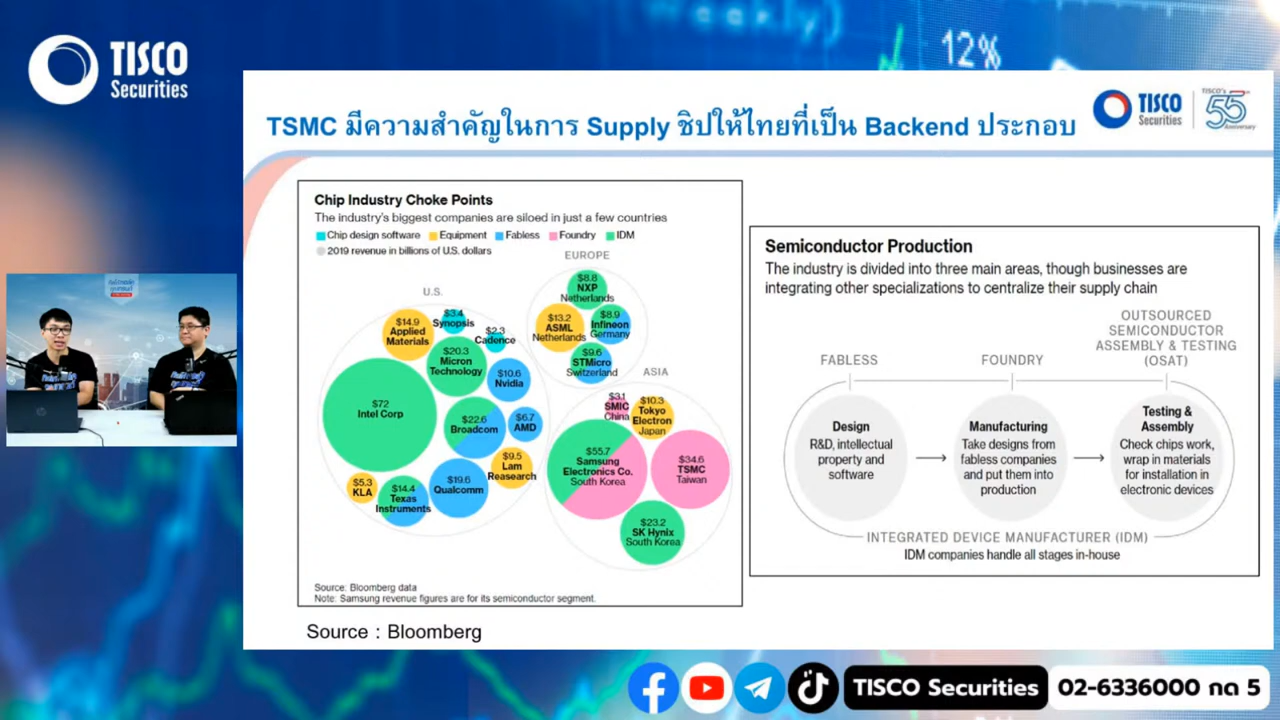 TISCO
Securities
12%
TSMC มีความสำคัญในการ Supply ชิปให้ไทยที่เป็น Backend ประกอบ
TISCO
Securities
TISCO's
55
Anniversary
Chip Industry Choke Points
The industry's biggest companies are siloed in just a few countries
Chip design software Equipment Fabless Foundry IDM
2019 revenue in billions of U.S. dollars
U.S.
$14.9
Applied
Materials
$3.4
Synopsis
$2.3
Cadence
$20.3
Micron
Technology
$10.6
Nvidia
$72
Intel Corp
$22.6
Broadcom
$6.7
AMD
$9.5
Lam
Reasearch
$5.3
KLA
$14.4
Texas
Instruments
$19.6
Qualcomm
EUROPE
$8.8
NXP
Netherlands
$13.2
ASML
Netherlands
$8.9
Infineon
Germany
$9.6
STMicro
Switzerland
ASIA
$3.1
SMIC
China
$10.3
Tokyo
Electron
Japan
$55.7
Samsung
Electronics Co.
South Korea
$34.6
TSMC
Taiwan
$23.2
SK Hynix
South Korea
Source: Bloomberg data
Note: Samsung revenue figures are for its semiconductor segment.
Source : Bloomberg
Semiconductor Production
The industry is divided into three main areas, though businesses are
integrating other specializations to centralize their supply chain
FABLESS
FOUNDRY
OUTSOURCED
SEMICONDUCTOR
ASSEMBLY & TESTING
(OSAT)
Design
R&D, intellectual
property and
software
Manufacturing
Take designs from
fabless companies
and put them into
production
Testing &
Assembly
Check chips work,
wrap in materials
for installation in
electronic devices
INTEGRATED DEVICE MANUFACTURER (IDM)
IDM companies handle all stages in-house
TISCO Securities
02-6336000 กด 5